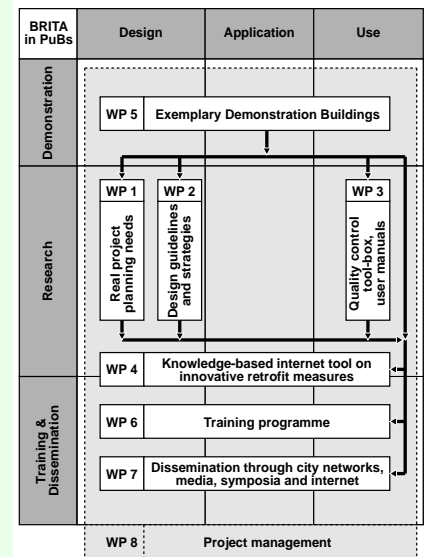 BRITA
in PuBs
Design
Application
Use
Demonstration
WP 5
Exemplary Demonstration Buildings
Research
WP 1
Real project
planning needs
WP 2
Design guidelines
and strategies
WP 3
Quality control
tool-box,
user manuals
WP 4
Knowledge-based internet tool on
innovative retrofit measures
Training &
Dissemination
WP 6
Training programme
WP 7
Dissemination through city networks,
media, symposia and internet
WP 8
Project management